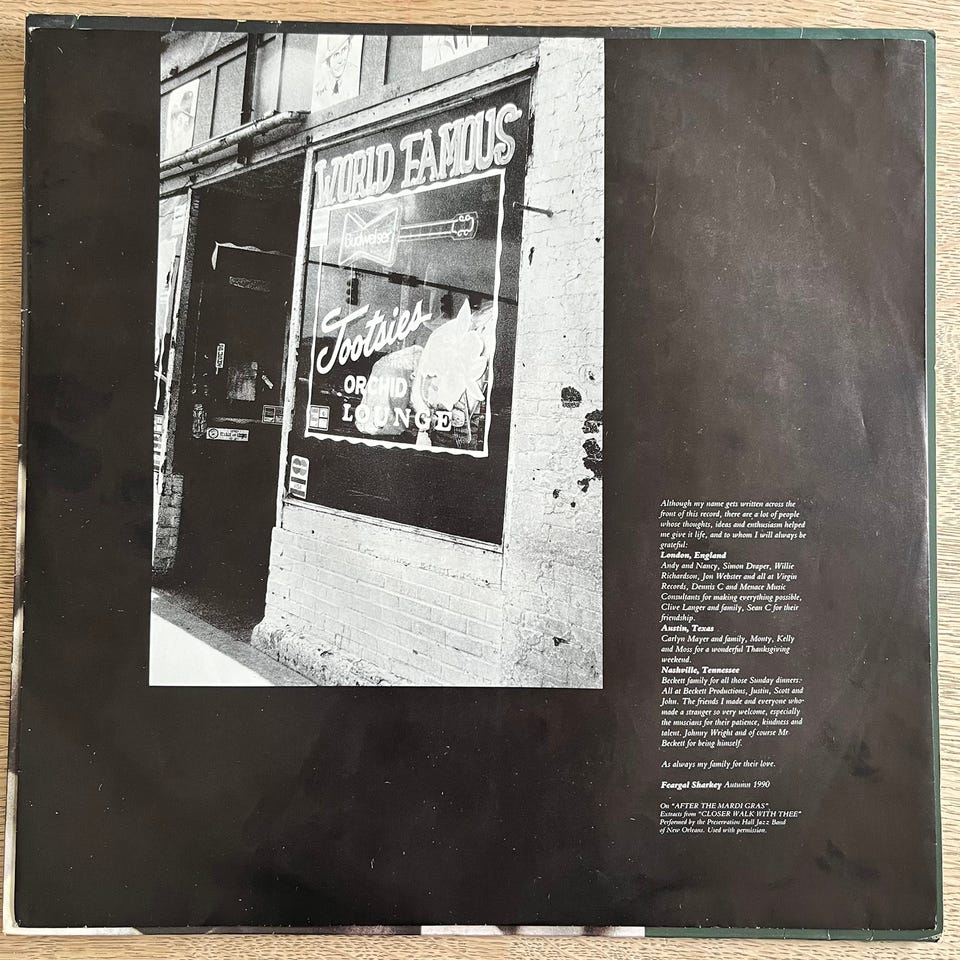 WORLD FAMOUS
Budweiser
Tootsies
ORCHID
LOUNGE
VISA
Although my name gets written across the
front of this record, there are a lot of people
whose thoughts, ideas and enthusiasm helped
me give it life, and to whom I will always be
grateful:
London, England
Andy and Nancy, Simon Draper, Willie
Richardson, Jon Webster and all at Virgin
Records, Dennis C and Menace Music
Consultants for making everything possible,
Clive Langer and family, Sean C for their
friendship.
Austin, Texas
Carlyn Mayer and family, Monty, Kelly
and Moss for a wonderful Thanksgiving
weekend.
Nashville, Tennessee
Beckett family for all those Sunday dinners:
All at Beckett Productions, Justin, Scott and
John. The friends I made and everyone who
made a stranger so very welcome, especially
the muscians for their patience, kindness and
talent. Johnny Wright and of course Mr
Beckett for being himself.
As always my family for their love.
Feargal Sharkey Autumn 1990
On "AFTER THE MARDI GRAS"
Extracts from "CLOSER WALK WITH THEE"
Performed by the Preservation Hall Jazz Band
of New Orleans. Used with permission.